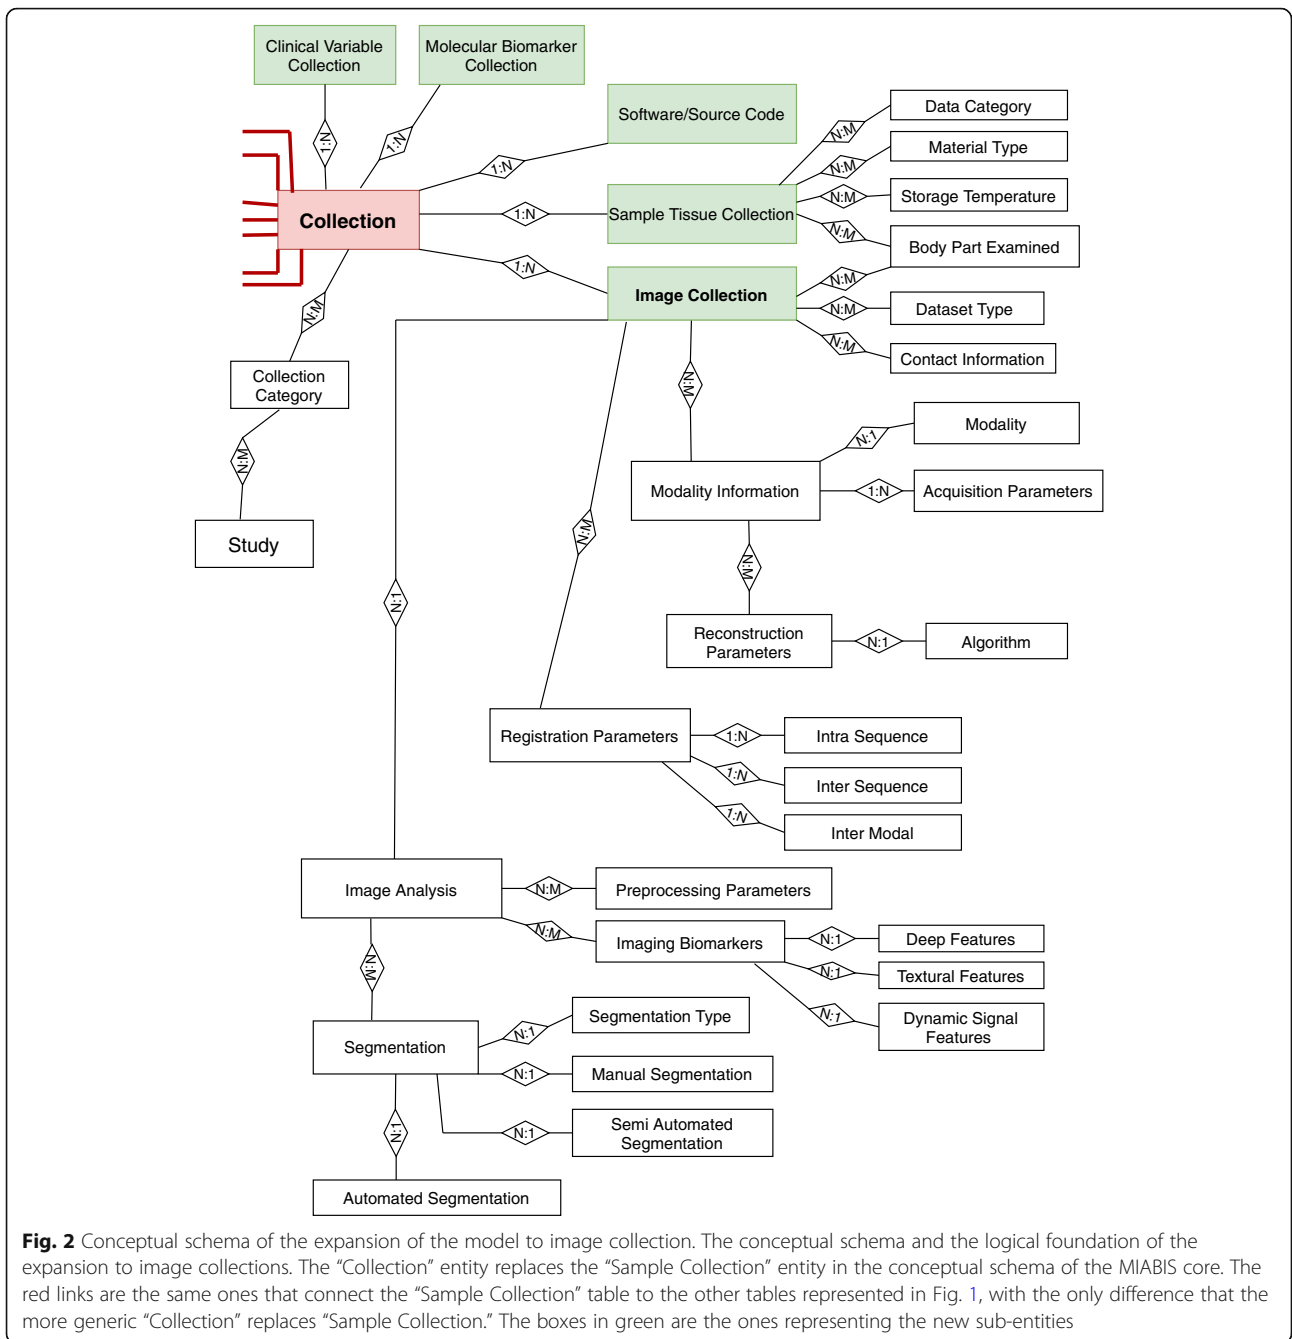 Clinical Variable
Collection
Molecular Biomarker
Collection
1:N
1:N
Software/Source Code
1:N
Data Category
N:M
Material Type
N:M
Collection
1:N
Sample Tissue Collection
N:M
Storage Temperature
N:M
Body Part Examined
1:N
Image Collection
N:M
N:M
Dataset Type
N:M
Contact Information
N:M
Collection
Category
N:M
Study
N:M
Modality Information
N:1
Modality
1:N
Acquisition Parameters
N:M
Reconstruction
Parameters
N:1
Algorithm
N:M
Registration Parameters
1:N
Intra Sequence
1:N
Inter Sequence
1:N
Inter Modal
N:1
Image Analysis
N:M
Preprocessing Parameters
N:M
Imaging Biomarkers
N:1
Deep Features
N:1
Textural Features
N:1
Dynamic Signal
Features
N:M
Segmentation
N:1
Segmentation Type
N:1
Manual Segmentation
N:1
Semi Automated
Segmentation
N:1
Automated Segmentation
Fig. 2 Conceptual schema of the expansion of the model to image collection. The conceptual schema and the logical foundation of the
expansion to image collections. The “Collection” entity replaces the “Sample Collection” entity in the conceptual schema of the MIABIS core. The
red links are the same ones that connect the “Sample Collection” table to the other tables represented in Fig. 1, with the only difference that the
more generic “Collection” replaces “Sample Collection.” The boxes in green are the ones representing the new sub-entities